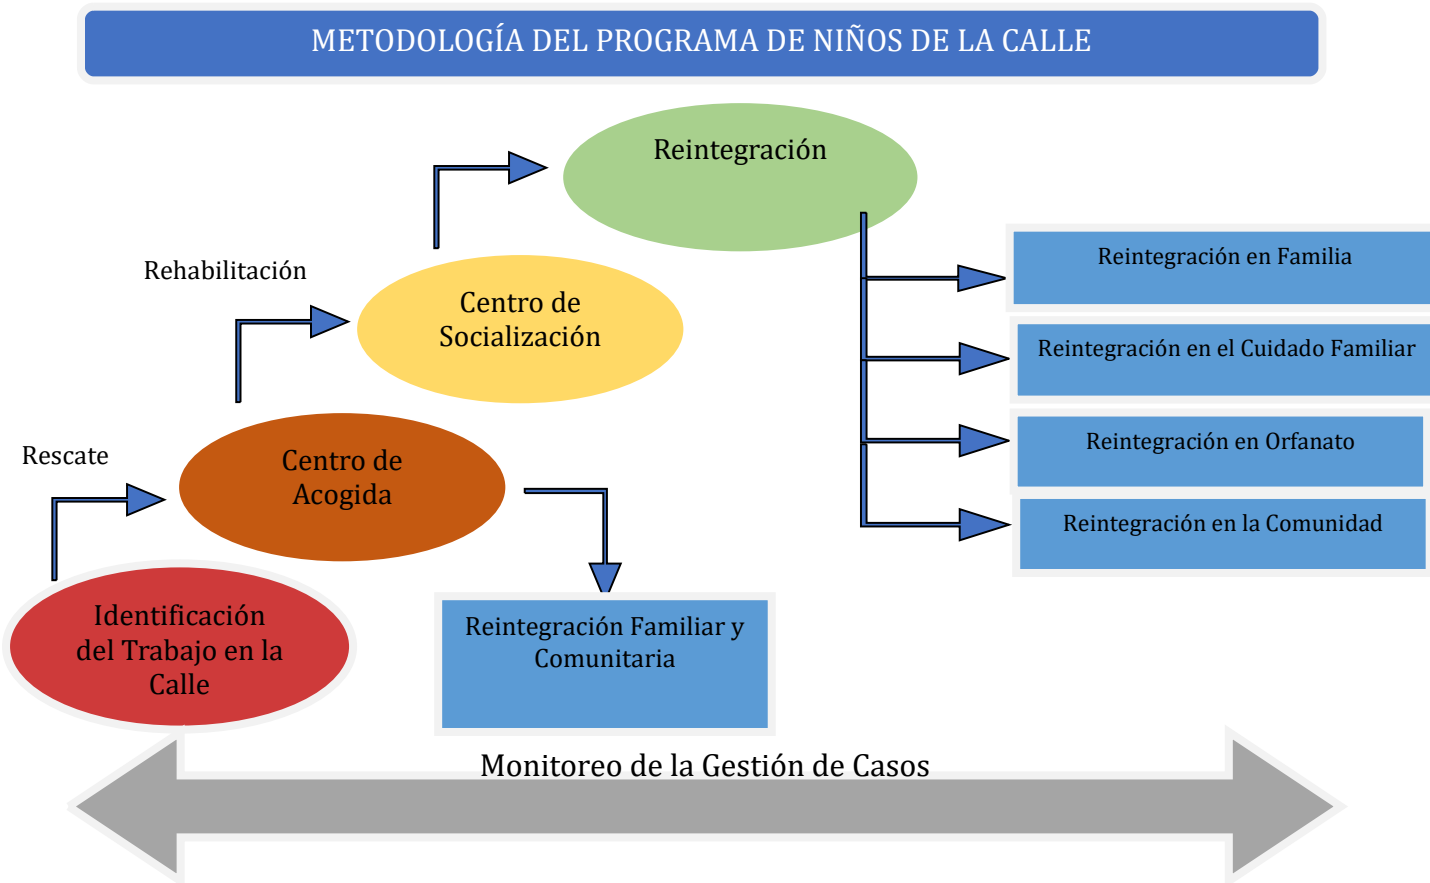 METODOLOGÍA DEL PROGRAMA DE NIÑOS DE LA CALLE
Reintegración
Reintegración en Familia
Rehabilitación
Centro de
Socialización
Reintegración en el Cuidado Familiar
Rescate
Centro de
Acogida
Reintegración en Orfanato
Reintegración en la Comunidad
Identificación
del Trabajo en la
Calle
Reintegración Familiar y
Comunitaria
Monitoreo de la Gestión de Casos